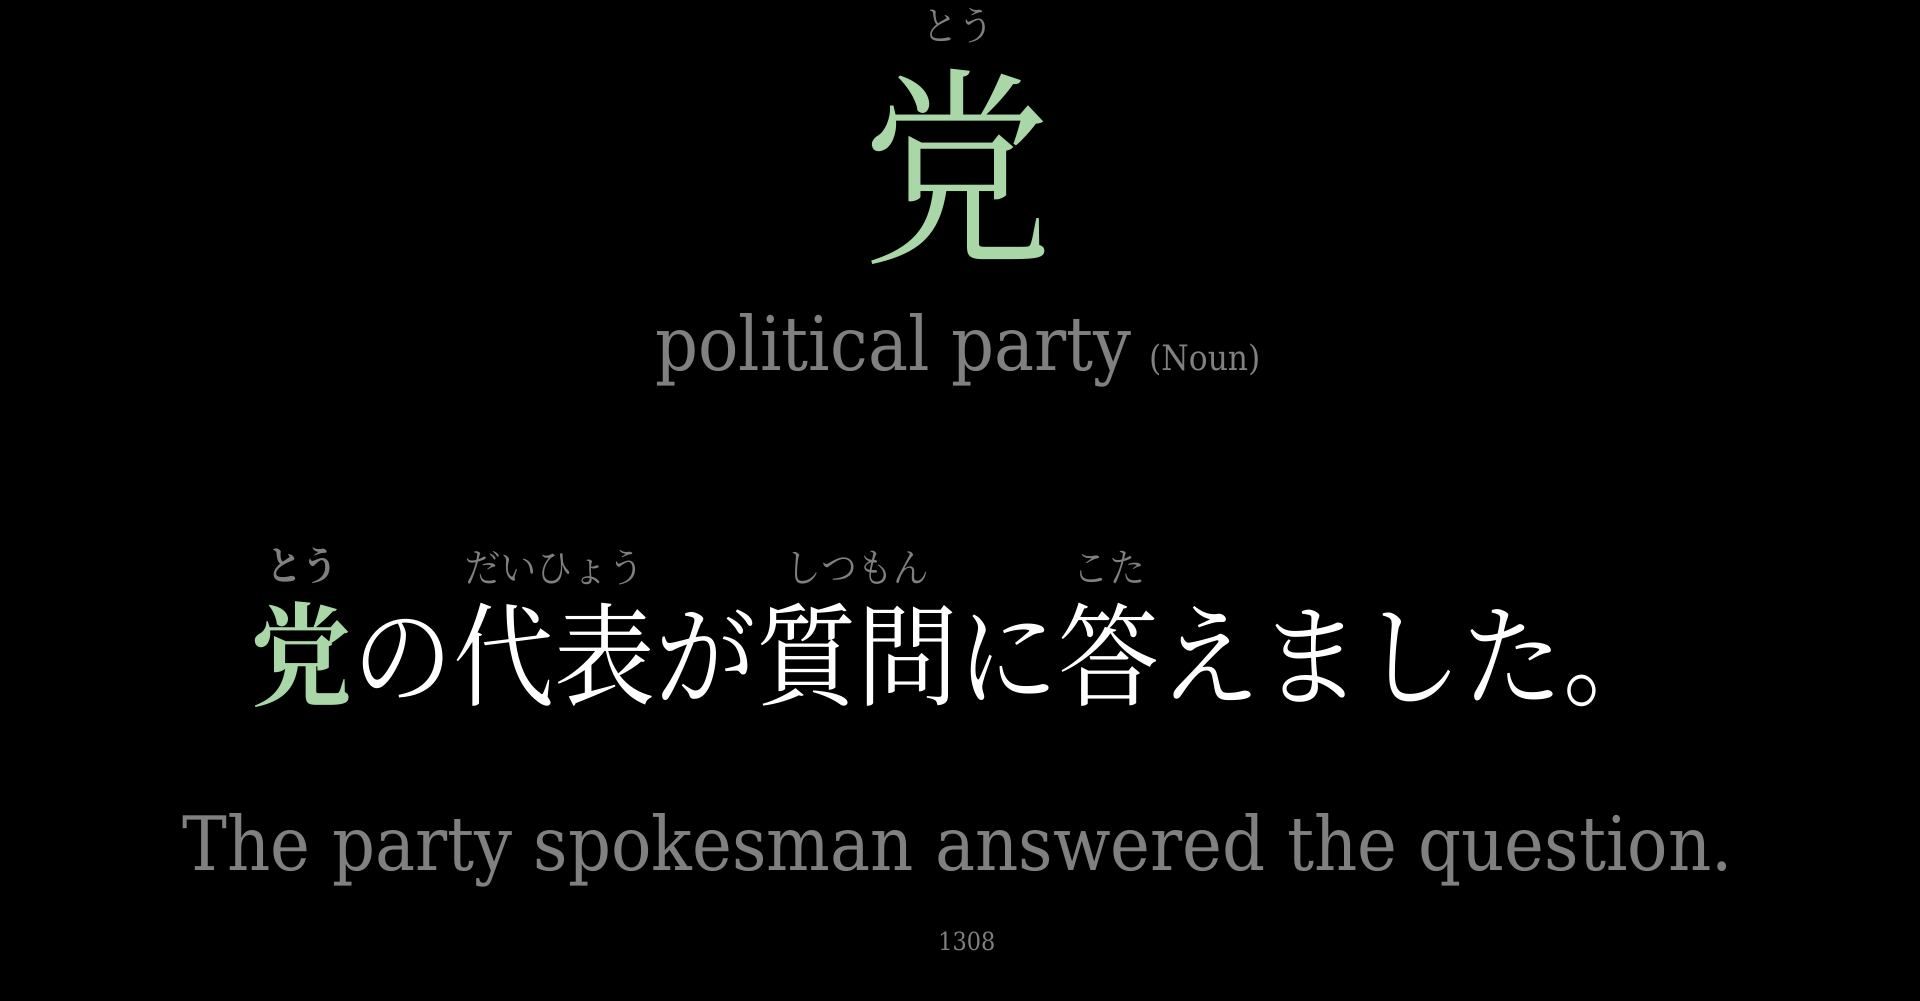 とう
党
political party (Noun)
とう だいひょう しつもん こた
党の代表が質問に答えました。
The party spokesman answered the question.
1308